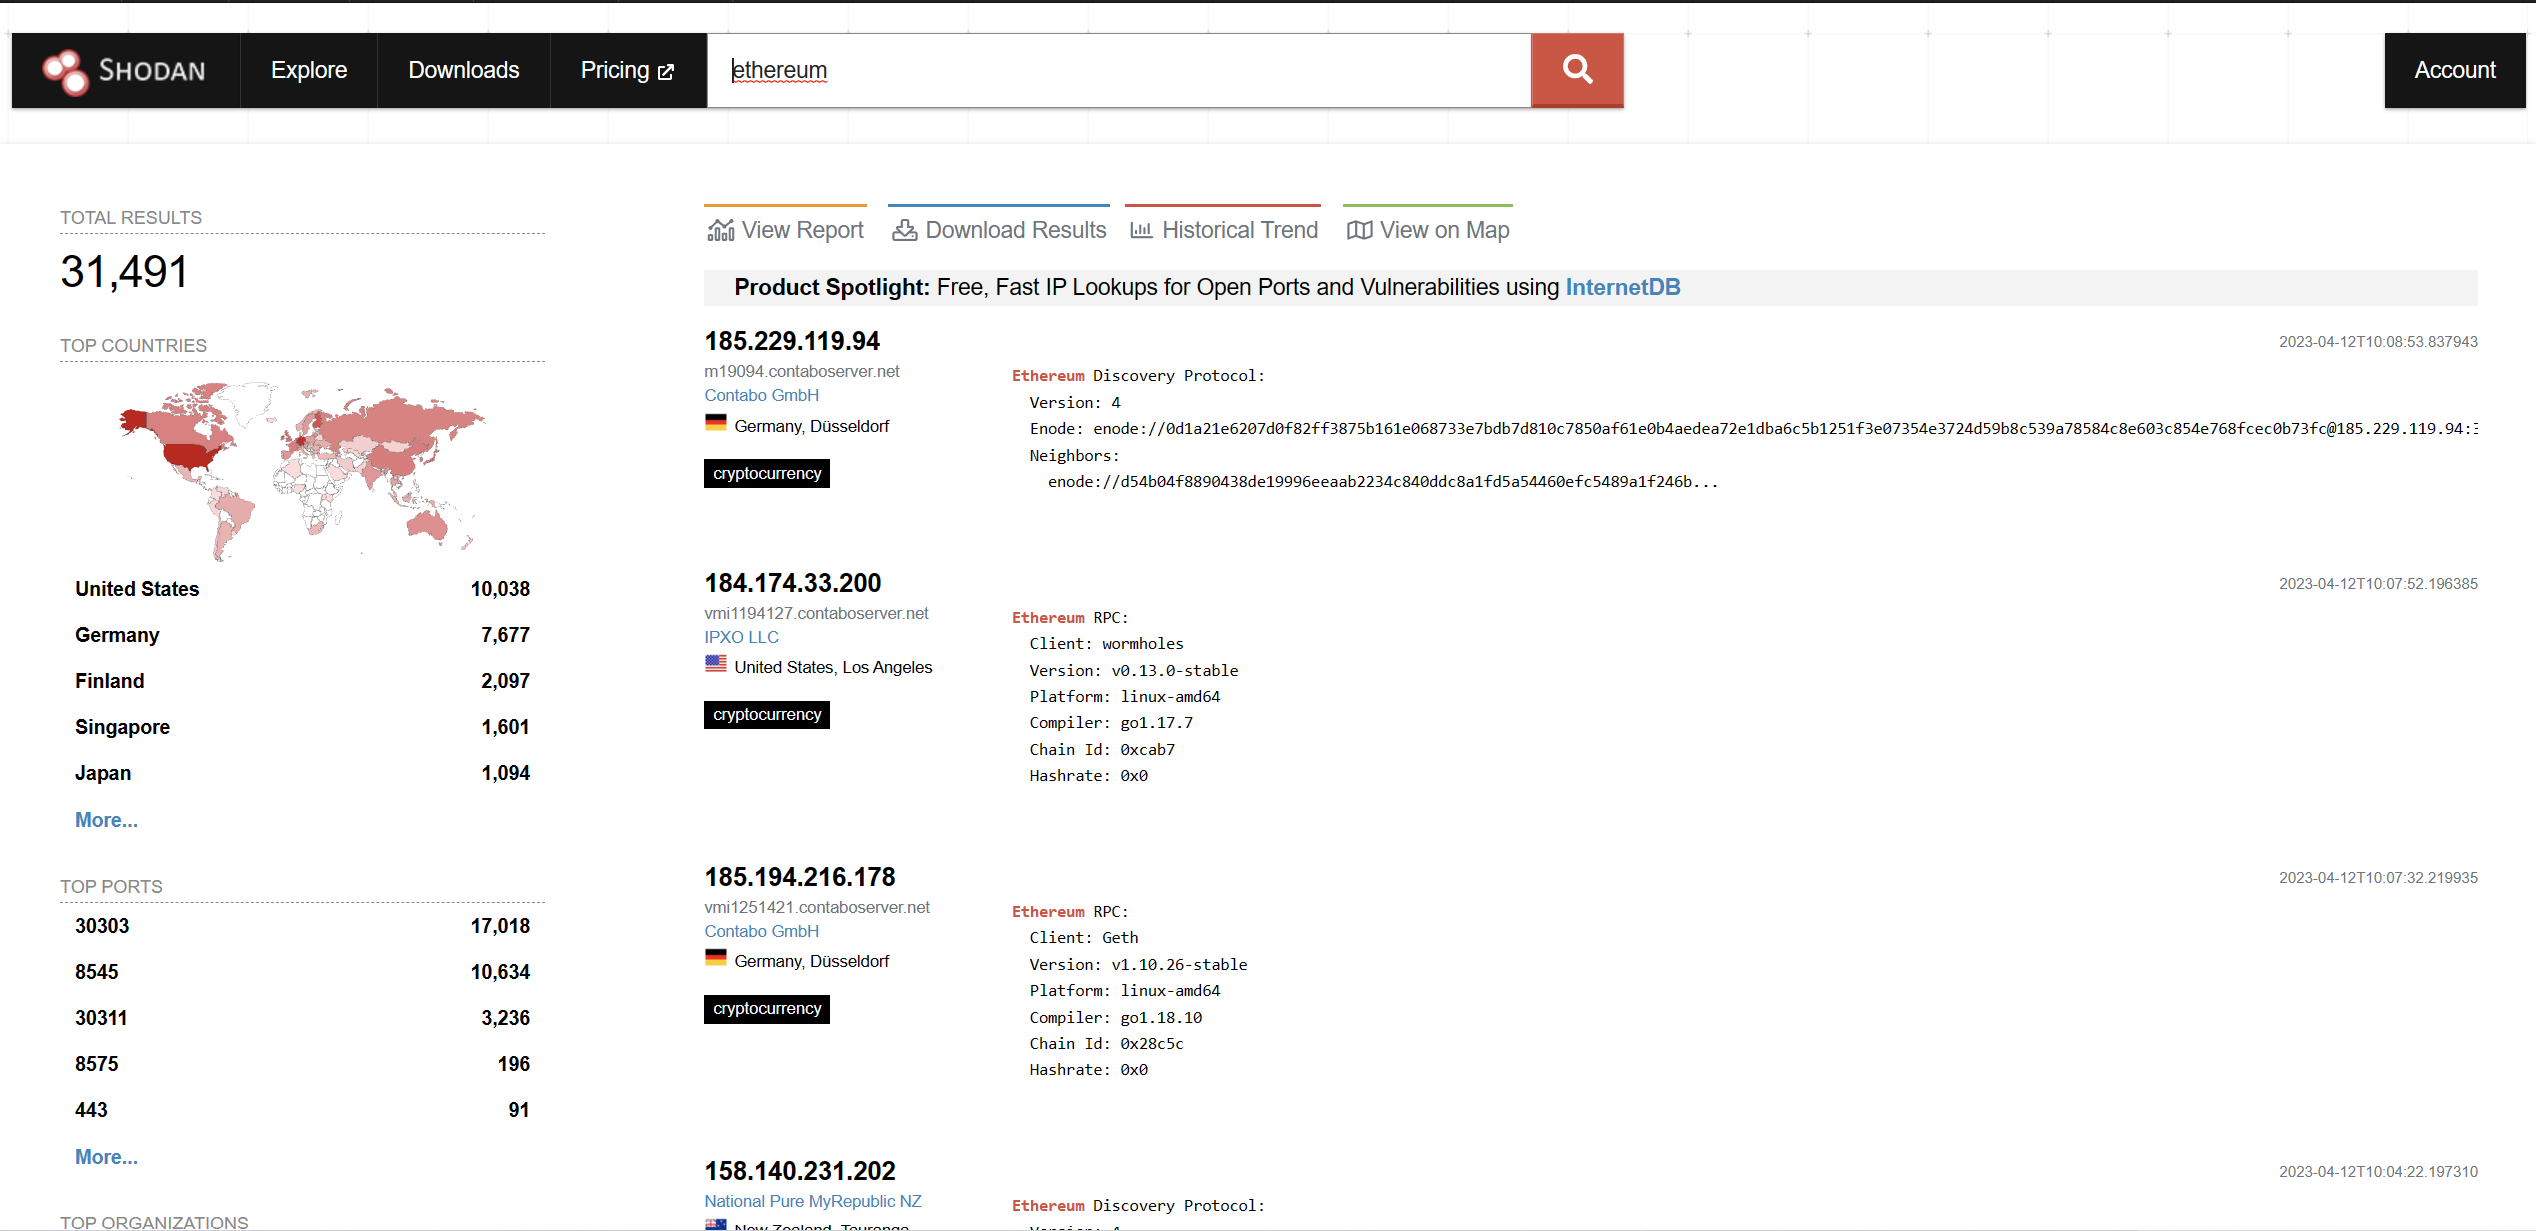 SHODAN
Explore
Downloads
Pricing
ethereum
Account
TOTAL RESULTS
31,491
TOP COUNTRIES
United States 10,038
Germany 7,677
Finland 2,097
Singapore 1,601
Japan 1,094
More...
TOP PORTS
30303 17,018
8545 10,634
30311 3,236
8575 196
443 91
More...
TOP ORGANIZATIONS
View Report
Download Results
Historical Trend
View on Map
Product Spotlight: Free, Fast IP Lookups for Open Ports and Vulnerabilities using InternetDB
185.229.119.94
m19094.contaboserver.net
Contabo GmbH
Germany, Düsseldorf
cryptocurrency
2023-04-12T10:08:53.837943
Ethereum Discovery Protocol:
Version: 4
Enode: enode://0d1a21e6207d0f82ff3875b161e068733e7bdb7d810c7850af61e0b4aedea72e1dba6c5b1251f3e07354e3724d59b8c539a78584c8e603c854e768fcec0b73fc@185.229.119.94:3
Neighbors:
enode://d54b04f8890438de19996eeaab2234c840ddc8a1fd5a54460efc5489a1f246b...
184.174.33.200
vmi1194127.contaboserver.net
IPXO LLC
United States, Los Angeles
cryptocurrency
2023-04-12T10:07:52.196385
Ethereum RPC:
Client: wormholes
Version: v0.13.0-stable
Platform: linux-amd64
Compiler: go1.17.7
Chain Id: 0xcab7
Hashrate: 0x0
185.194.216.178
vmi1251421.contaboserver.net
Contabo GmbH
Germany, Düsseldorf
cryptocurrency
2023-04-12T10:07:32.219935
Ethereum RPC:
Client: Geth
Version: v1.10.26-stable
Platform: linux-amd64
Compiler: go1.18.10
Chain Id: 0x28c5c
Hashrate: 0x0
158.140.231.202
National Pure MyRepublic NZ
New Zealand, Tauranga
2023-04-12T10:04:22.197310
Ethereum Discovery Protocol:
Version: 4